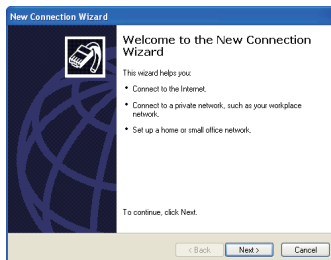 New Connection Wizard
Welcome to the New Connection
Wizard
This wizard helps you:
• Connect to the Internet.
• Connect to a private network, such as your workplace
network.
• Set up a home or small office network.
To continue, click Next.
< Back
Next >
Cancel